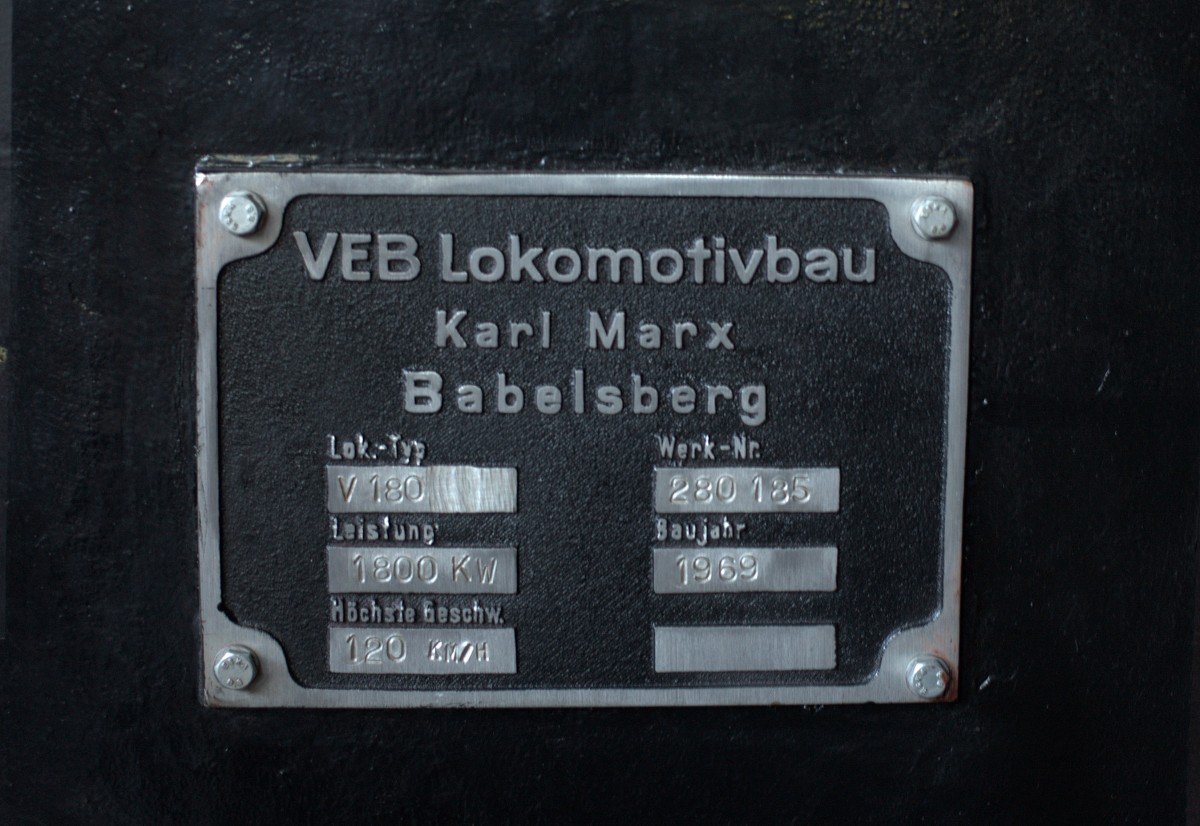 VEB Lokomotivbau
Karl Marx
Babelsberg
Lok.-Typ Werk-Nr.
V 180 280 185
Leistung Baujahr
1800 KW 1969
Höchste Geschw.
120 KM/H